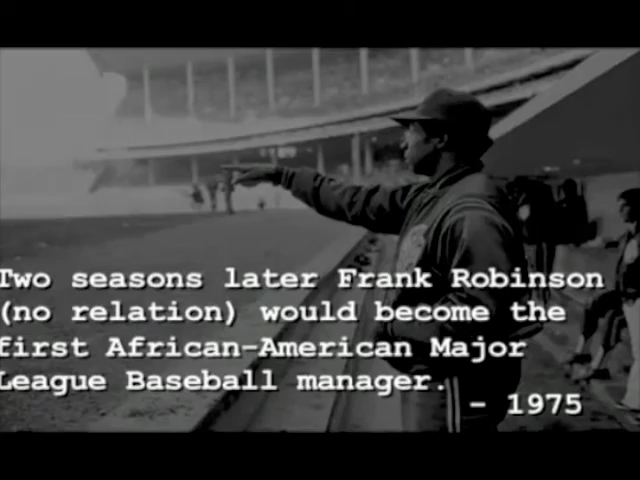 Two seasons later Frank Robinson
(no relation) would become the
first African-American Major
League Baseball manager.
- 1975